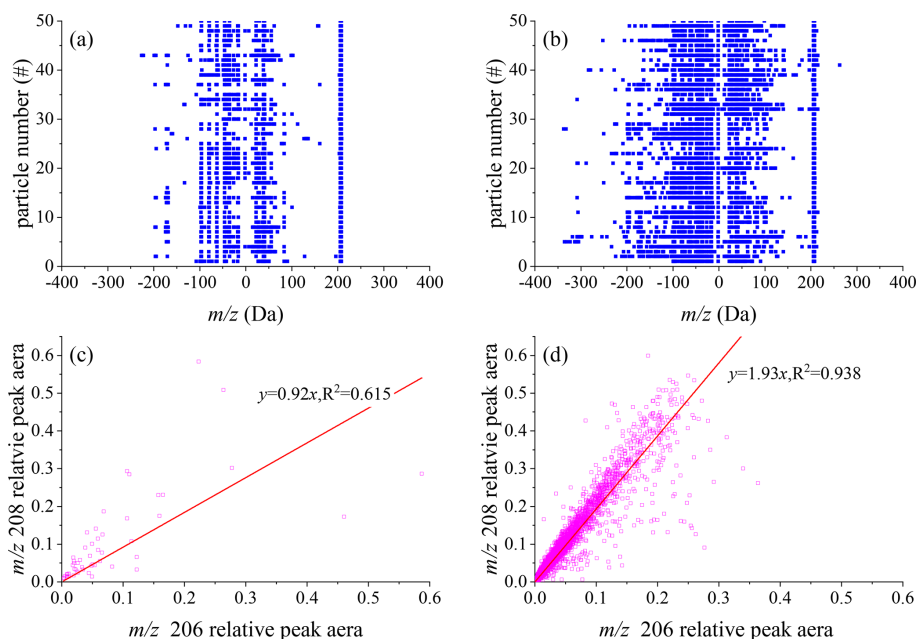 (a)
particle number (#)
50
40
30
20
10
0
-400 -300 -200 -100 0 100 200 300 400
m/z (Da)
(b)
particle number (#)
50
40
30
20
10
0
-400 -300 -200 -100 0 100 200 300 400
m/z (Da)
(c)
m/z 208 relatvie peak aera
0.6
0.5
0.4
0.3
0.2
0.1
0.0
y=0.92x,R²=0.615
0.0 0.1 0.2 0.3 0.4 0.5 0.6
m/z 206 relative peak aera
(d)
m/z 208 relatvie peak aera
0.6
0.5
0.4
0.3
0.2
0.1
0.0
y=1.93x,R²=0.938
0.0 0.1 0.2 0.3 0.4 0.5 0.6
m/z 206 relative peak aera